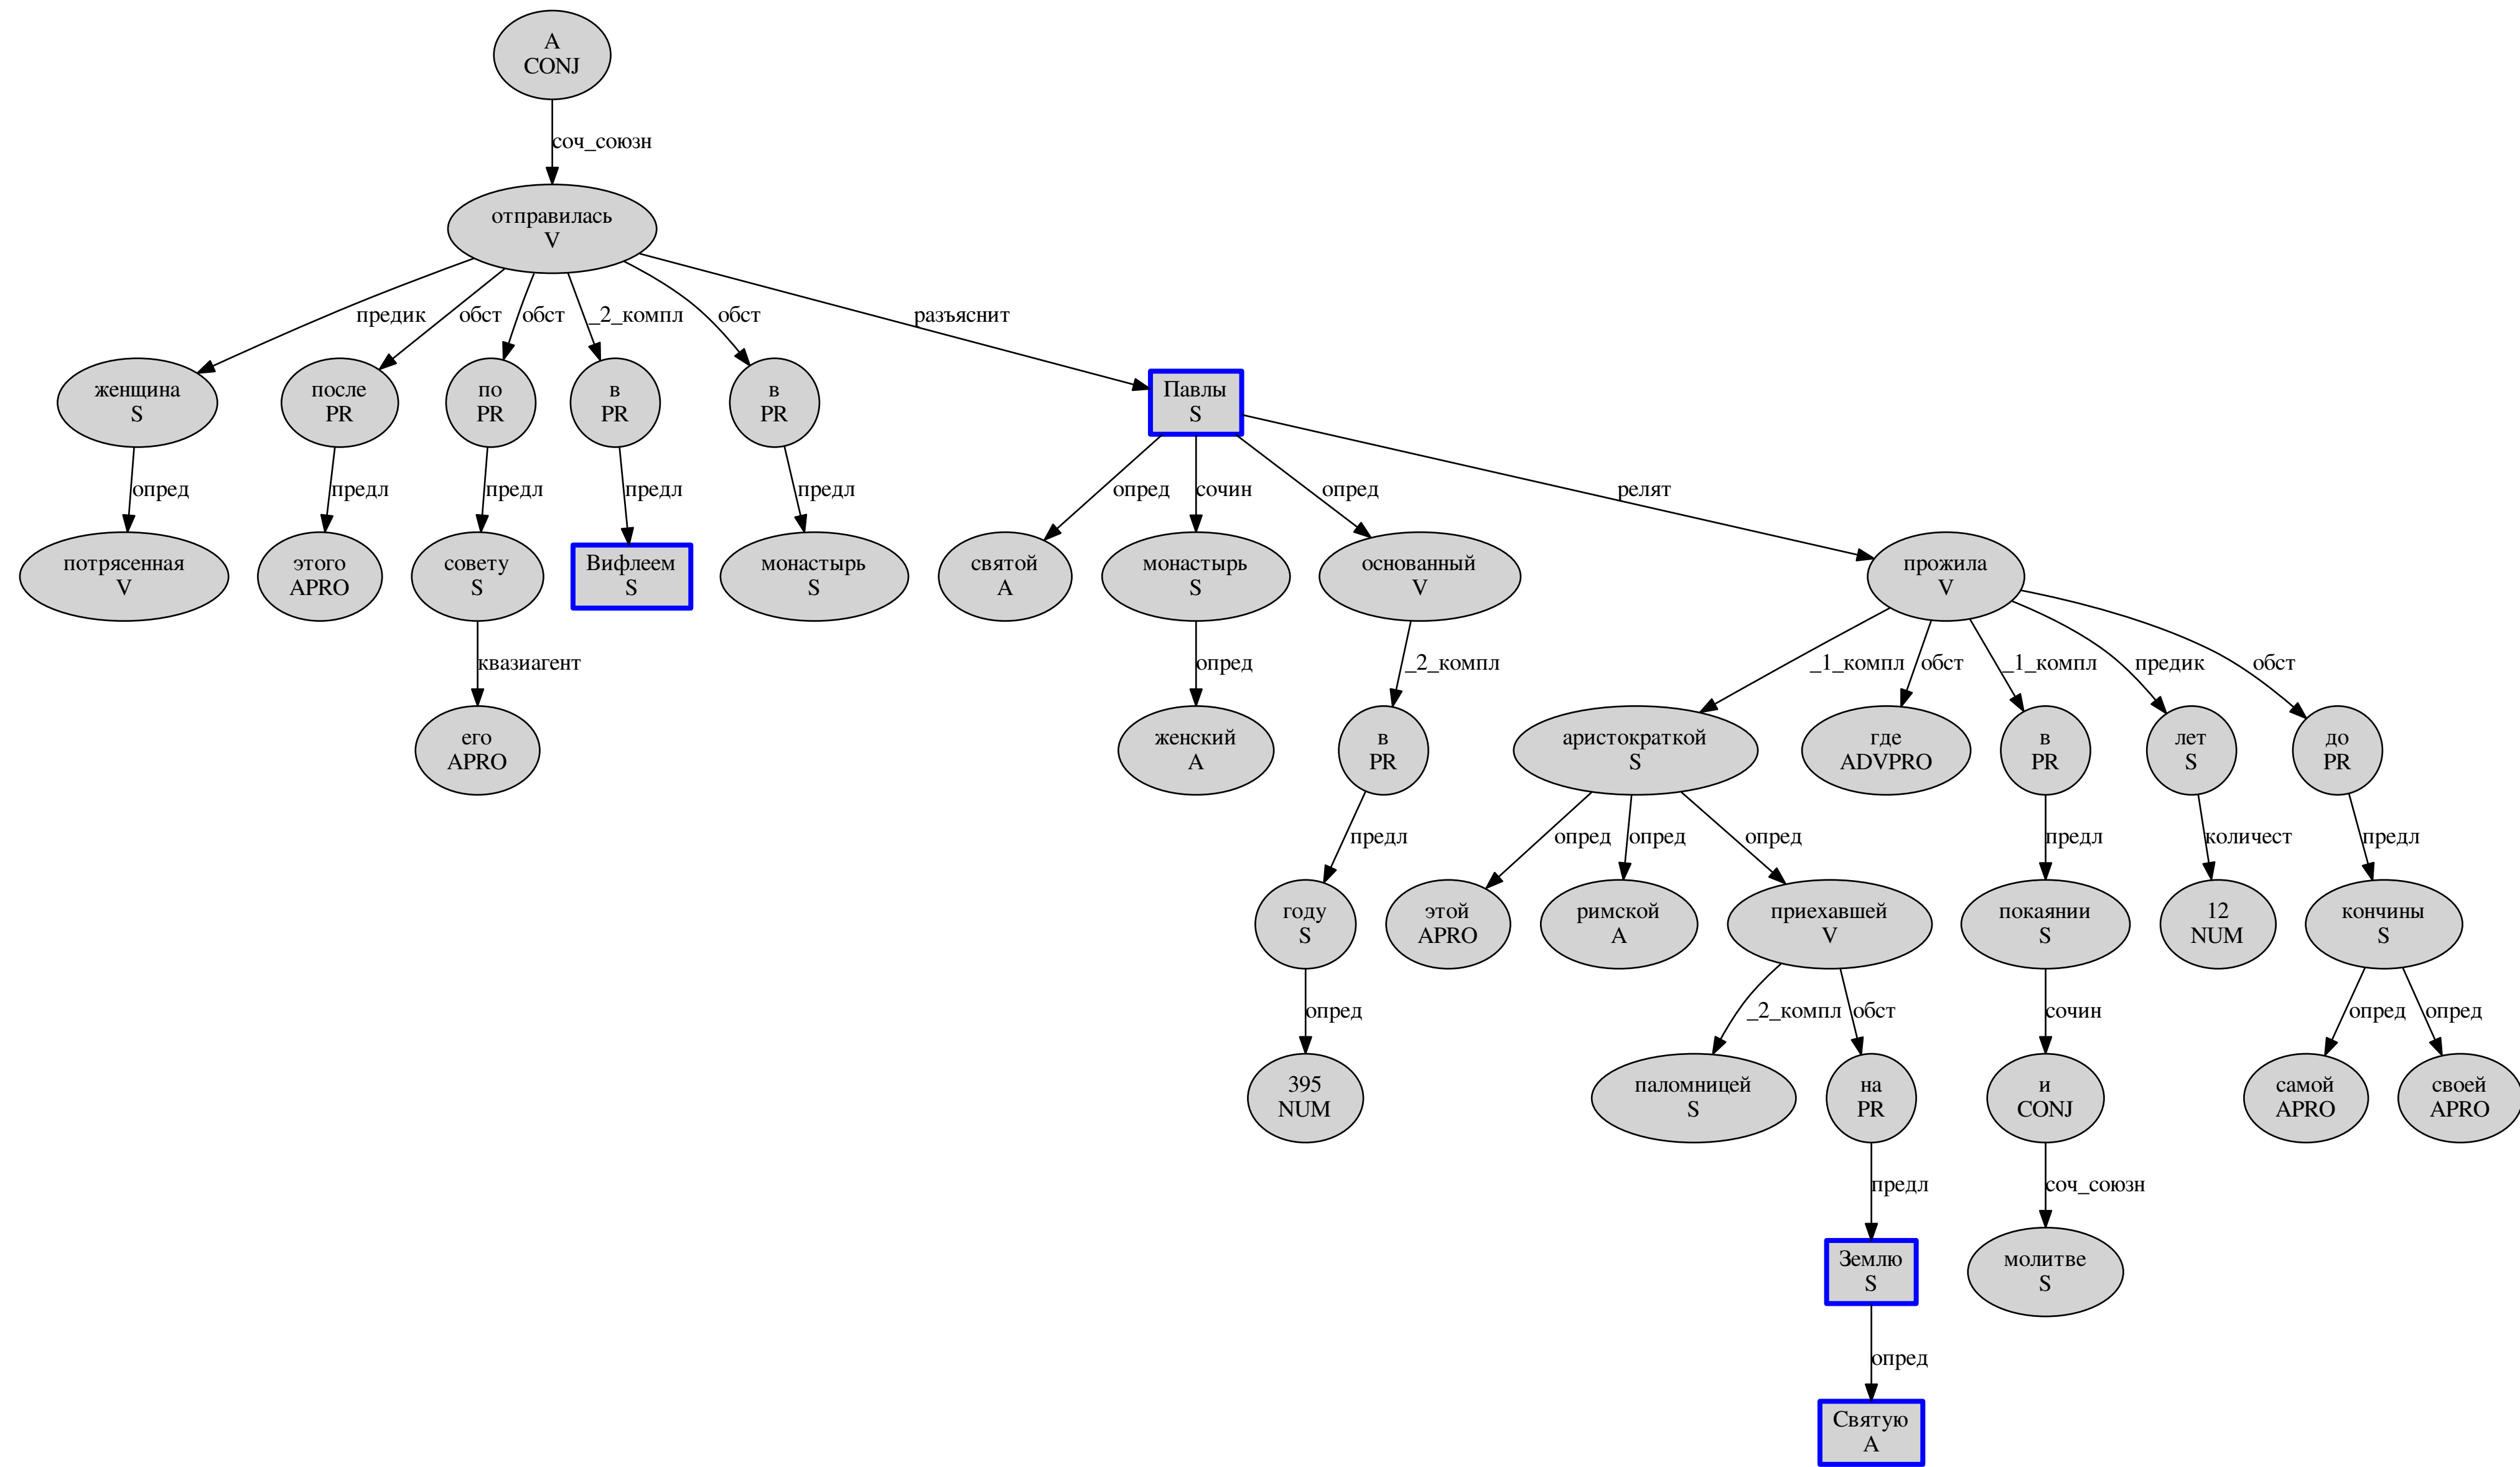 А
CONJ
соч_союзн
отправилась
V
предик
обст
обст
_2_компл
обст
разъяснит
женщина
S
после
PR
по
PR
в
PR
в
PR
Павлы
S
опред
предл
предл
предл
предл
опред
сочин
опред
релят
потрясенная
V
этого
APRO
совету
S
Вифлеем
S
монастырь
S
святой
A
монастырь
S
основанный
V
прожила
V
квазиагент
опред
_2_компл
_1_компл
обст
_1_компл
предик
обст
его
APRO
женский
A
в
PR
аристократкой
S
где
ADVPRO
в
PR
лет
S
до
PR
предл
опред
опред
опред
предл
количест
предл
году
S
этой
APRO
римской
A
приехавшей
V
покаянии
S
12
NUM
кончины
S
опред
_2_компл
обст
сочин
опред
опред
395
NUM
паломницей
S
на
PR
и
CONJ
самой
APRO
своей
APRO
предл
соч_союзн
Землю
S
молитве
S
опред
Святую
A